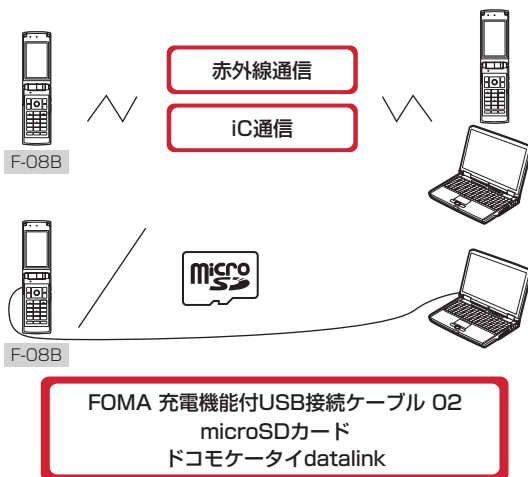 赤外線通信
iC通信
F-08B
micro
SD
F-08B
FOMA 充電機能付USB接続ケーブル 02
microSDカード
ドコモケータイdatalink